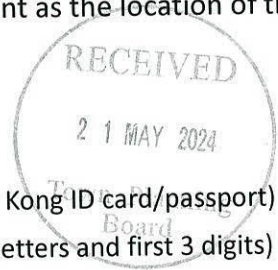 nt as the location of th
RECEIVED
2 1 MAY 2024
Kong ID card/passport)
Town Planning
Board
etters and first 3 digits)